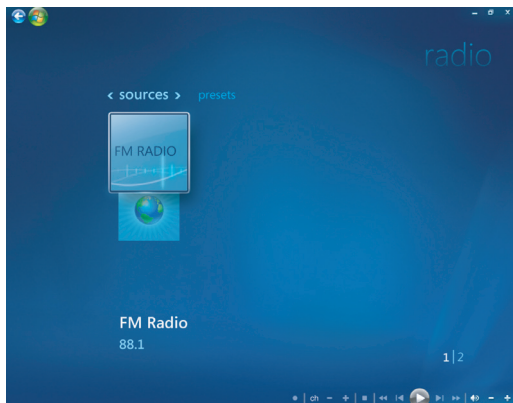 radio
< sources > presets
FM RADIO
FM Radio
88.1
1|2
ch - +